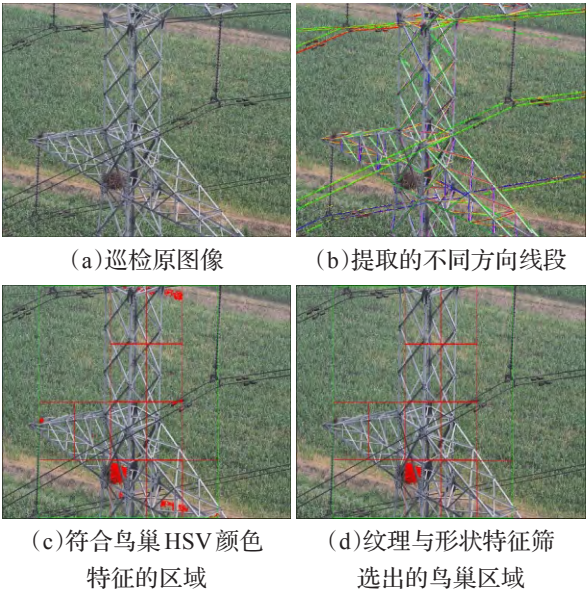 (a)巡检原图像
(b)提取的不同方向线段
(c)符合鸟巢HSV颜色
特征的区域
(d)纹理与形状特征筛
选出的鸟巢区域